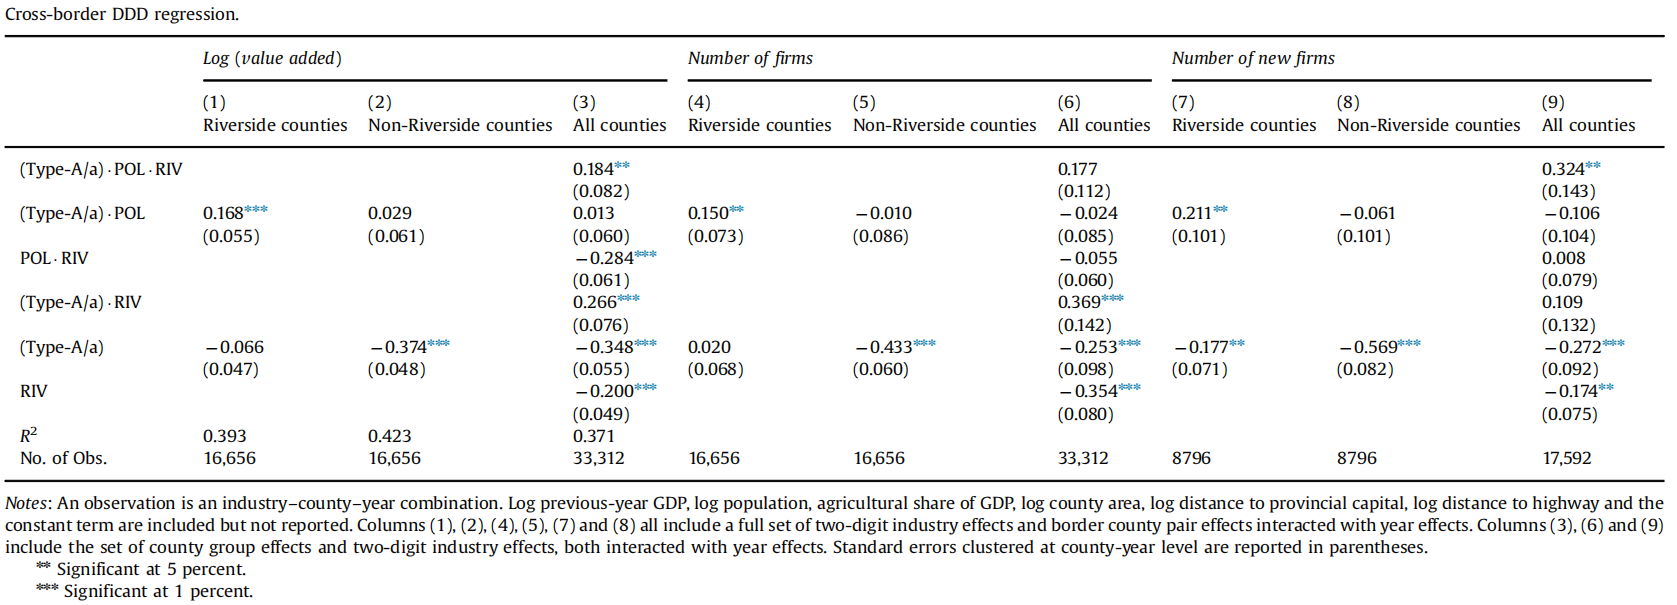 Cross-border DDD regression.
Log (value added) Number of firms Number of new firms
(1) (2) (3) (4) (5) (6) (7) (8) (9)
Riverside counties Non-Riverside counties All counties Riverside counties Non-Riverside counties All counties Riverside counties Non-Riverside counties All counties
(Type-A/a)·POL·RIV 0.184** 0.177 0.324**
(0.082) (0.112) (0.143)
(Type-A/a)·POL 0.168*** 0.029 0.013 0.150** −0.010 −0.024 0.211** −0.061 −0.106
(0.055) (0.061) (0.060) (0.073) (0.086) (0.085) (0.101) (0.101) (0.104)
POL·RIV −0.284*** −0.055 0.008
(0.061) (0.060) (0.079)
(Type-A/a)·RIV 0.266*** 0.369*** 0.109
(0.076) (0.142) (0.132)
(Type-A/a) −0.066 −0.374*** −0.348*** 0.020 −0.433*** −0.253*** −0.177** −0.569*** −0.272***
(0.047) (0.048) (0.055) (0.068) (0.060) (0.098) (0.071) (0.082) (0.092)
RIV −0.200*** −0.354*** −0.174**
(0.049) (0.080) (0.075)
R² 0.393 0.423 0.371
No. of Obs. 16,656 16,656 33,312 16,656 16,656 33,312 8796 8796 17,592
Notes: An observation is an industry–county–year combination. Log previous-year GDP, log population, agricultural share of GDP, log county area, log distance to provincial capital, log distance to highway and the
constant term are included but not reported. Columns (1), (2), (4), (5), (7) and (8) all include a full set of two-digit industry effects and border county pair effects interacted with year effects. Columns (3), (6) and (9)
include the set of county group effects and two-digit industry effects, both interacted with year effects. Standard errors clustered at county-year level are reported in parentheses.
** Significant at 5 percent.
*** Significant at 1 percent.